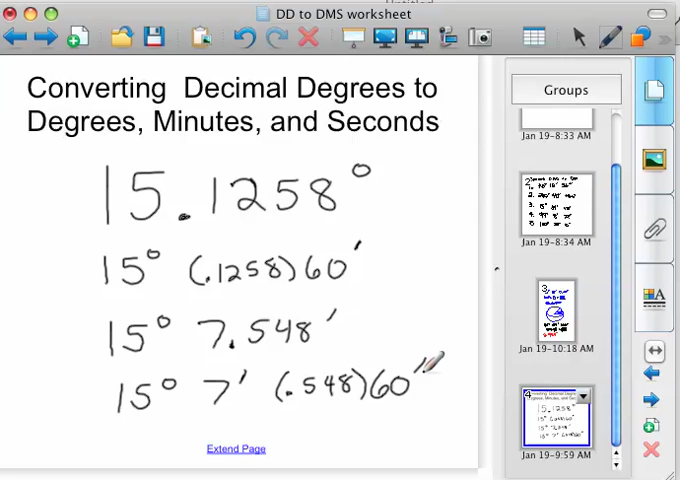 DD to DMS worksheet
Converting Decimal Degrees to
Degrees, Minutes, and Seconds
15.1258°
15° (.1258)60′
15° 7.548′
15° 7′ (.548)60″
Extend Page
Groups
Jan 19-8:33 AM
Jan 19-8:34 AM
Jan 19-10:18 AM
4
Jan 19-9:59 AM